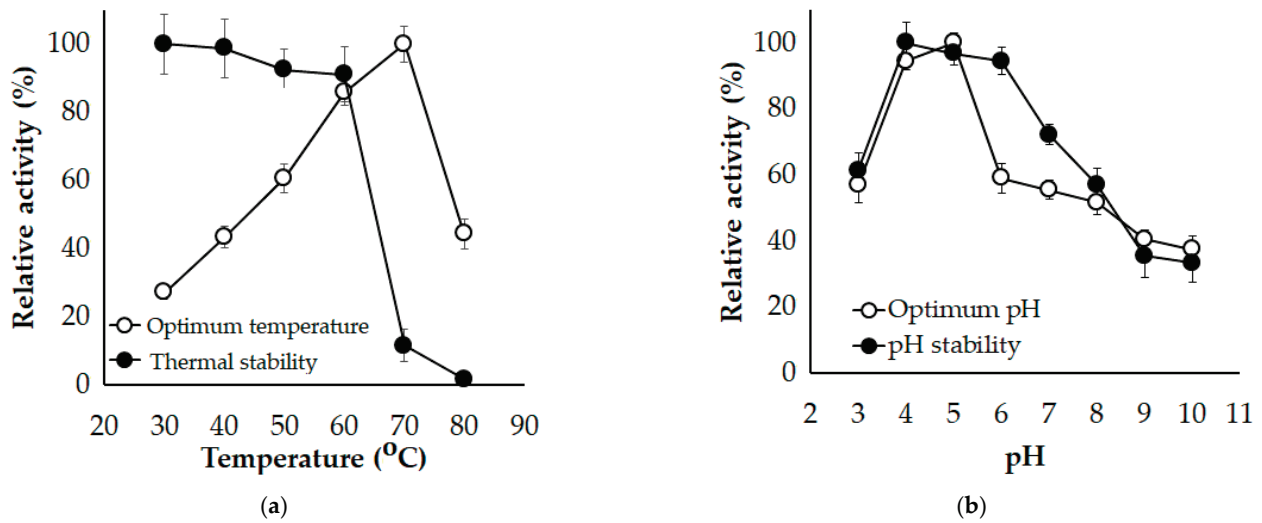 Relative activity (%)
100
80
60
40
20
0
Optimum temperature
Thermal stability
20 30 40 50 60 70 80 90
Temperature (⁰C)
(a)
Relative activity (%)
100
80
60
40
20
0
Optimum pH
pH stability
2 3 4 5 6 7 8 9 10 11
pH
(b)